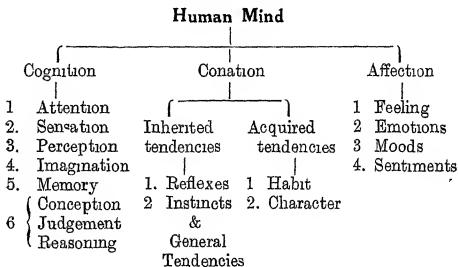 Human Mind
Cognition Conation Affection
1 Attention 1 Feeling
2. Sensation Inherited Acquired 2 Emotions
3. Perception tendencies tendencies 3 Moods
4. Imagination 4. Sentiments
5. Memory 1. Reflexes 1 Habit
Conception 2 Instincts 2. Character
6 Judgement &
Reasoning General
Tendencies